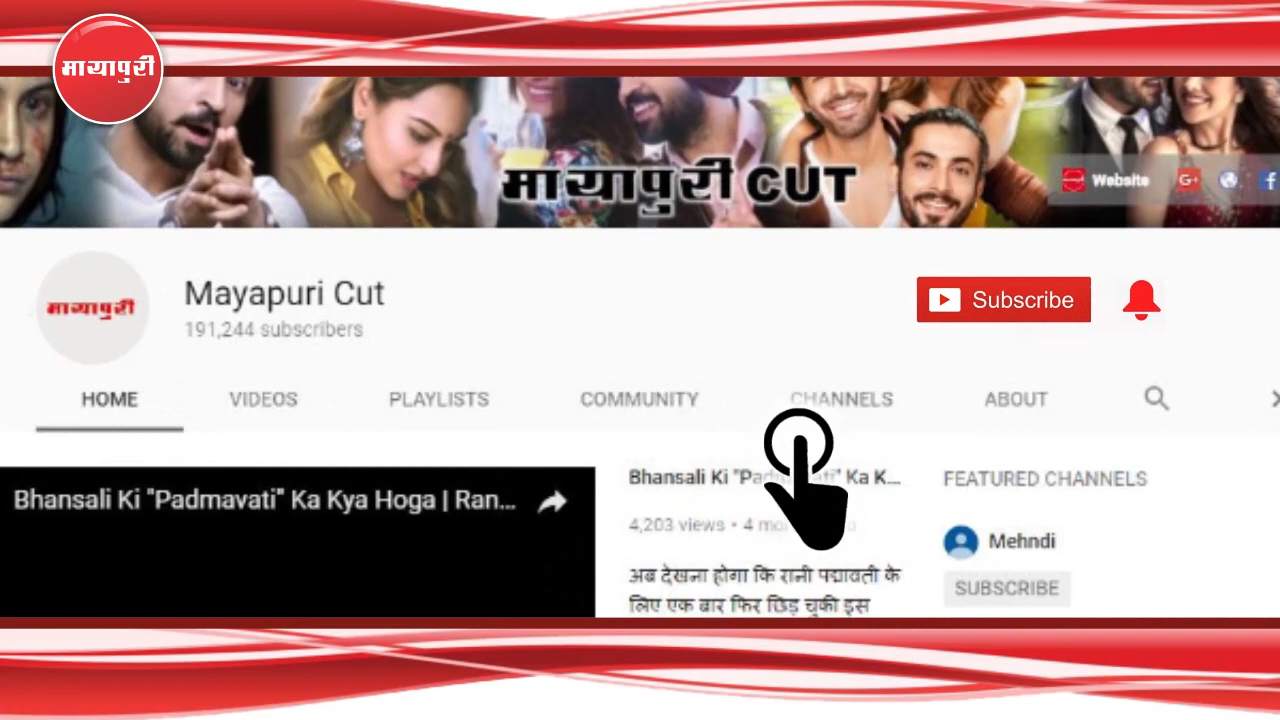 मायापुरी
मायापुरी CUT
Website
मायापुरी
Mayapuri Cut
191,244 subscribers
Subscribe
HOME
VIDEOS
PLAYLISTS
COMMUNITY
CHANNELS
ABOUT
Bhansali Ki "Padmavati" Ka Kya Hoga | Ran...
Bhansali Ki "Padmavati" Ka K...
4,203 views • 4
अब देखना होगा कि रानी पद्मावती के
लिए एक बार फिर छिड़ चुकी इस
FEATURED CHANNELS
Mehndi
SUBSCRIBE